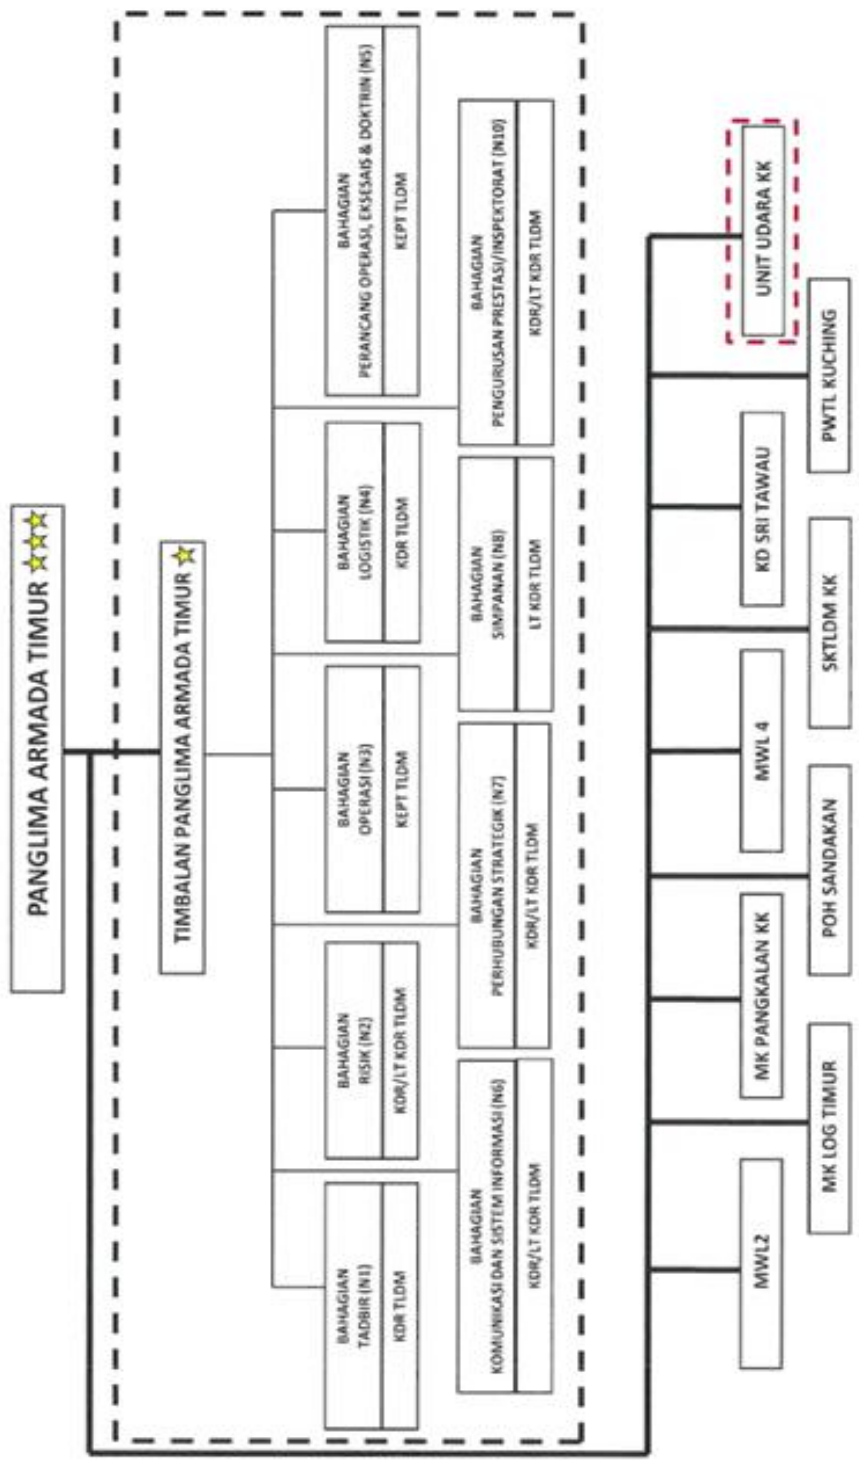 PANGLIMA ARMADA TIMUR
TIMBALAN PANGLIMA ARMADA TIMUR
BAHAGIAN
TADBIR (N1)
KDR TLDM
BAHAGIAN
RISIK (N2)
KDR/LT KDR TLDM
BAHAGIAN
OPERASI (N3)
KEPT TLDM
BAHAGIAN
LOGISTIK (N4)
KDR TLDM
BAHAGIAN
PERANCANG OPERASI, EKSESAIS & DOKTRIN (N5)
KEPT TLDM
BAHAGIAN
KOMUNIKASI DAN SISTEM INFORMASI (N6)
KDR/LT KDR TLDM
BAHAGIAN
PERHUBUNGAN STRATEGIK (N7)
KDR/LT KDR TLDM
BAHAGIAN
SIMPANAN (N8)
LT KDR TLDM
BAHAGIAN
PENGURUSAN PRESTASI/INSPEKTORAT (N10)
KDR/LT KDR TLDM
MWL2
MK PANGKALAN KK
MWL 4
KD SRI TAWAU
UNIT UDARA KK
MK LOG TIMUR
POH SANDAKAN
SKTLDM KK
PWTL KUCHING